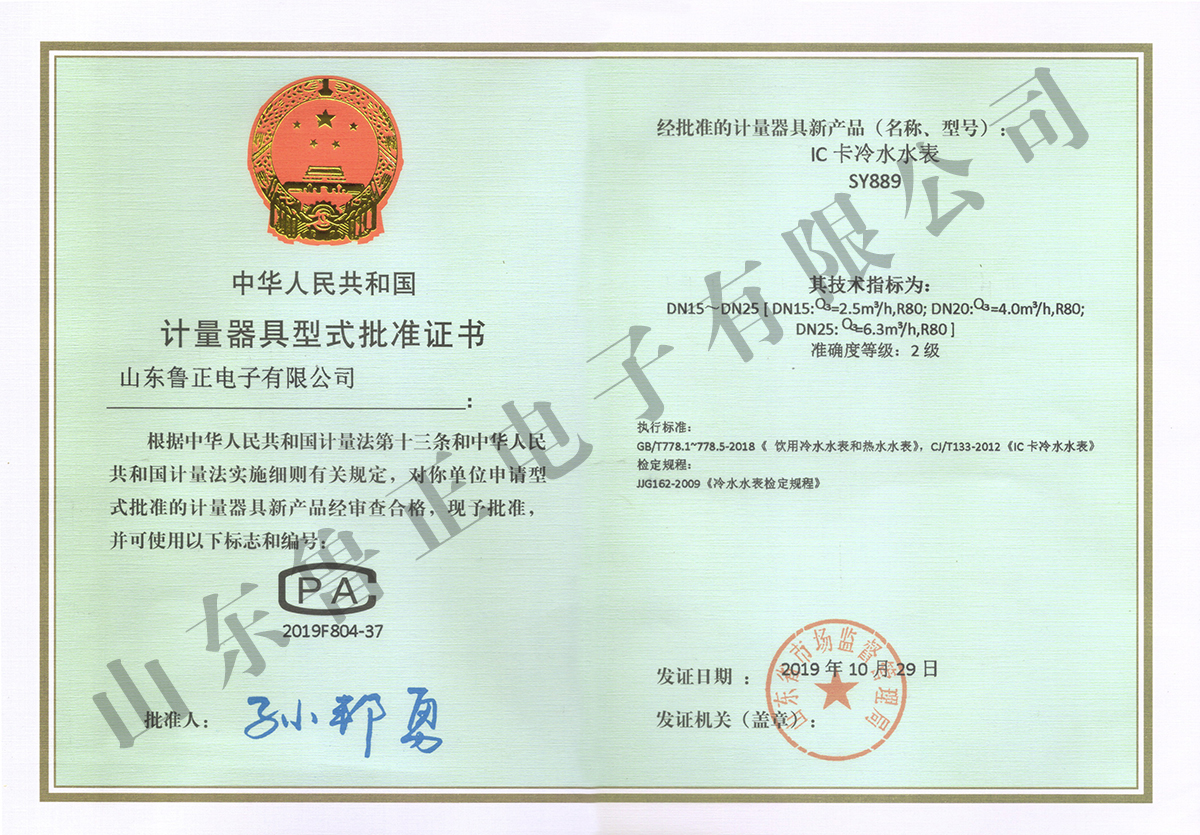 中华人民共和国
计量器具型式批准证书
山东鲁正电子有限公司
:
根据中华人民共和国计量法第十三条和中华人民
共和国计量法实施细则有关规定，对你单位申请型
式批准的计量器具新产品经审查合格，现予批准，
并可使用以下标志和编号：
PA
2019F804-37
批准人：
经批准的计量器具新产品（名称、型号）：
IC 卡冷水水表
SY889
其技术指标为：
DN15～DN25 [ DN15:Q₃=2.5m³/h,R80; DN20:Q₃=4.0m³/h,R80;
DN25: Q₃=6.3m³/h,R80 ]
准确度等级：2 级
执行标准：
GB/T778.1~778.5-2018《 饮用冷水水表和热水水表》，CJ/T133-2012《IC 卡冷水水表》
检定规程：
JJG162-2009《冷水水表检定规程》
发证日期 ：2019 年 10 月 29 日
发证机关（盖章）：
山东省市场监督管理局
山东鲁正电子有限公司